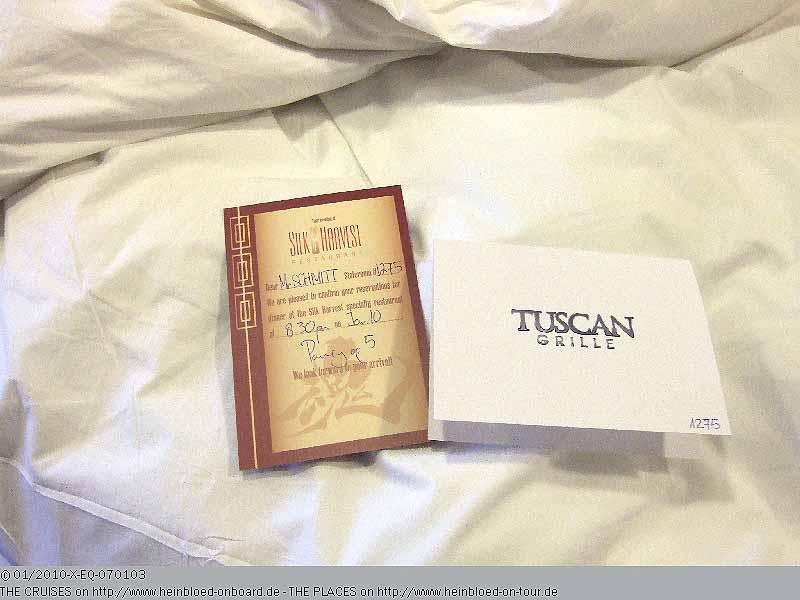 SILK HARVEST
RESTAURANT
Dear Mr SCHMITT Stateroom #1275
We are pleased to confirm your reservations for
dinner at the Silk Harvest specialty restaurant
at 8:30pm on Jan. 10
Party of 5
We look forward to your arrival!
TUSCAN
GRILLE
1275
© 01/2010-X-EQ-070103
THE CRUISES on http://www.heinbloed-onboard.de - THE PLACES on http://www.heinbloed-on-tour.de